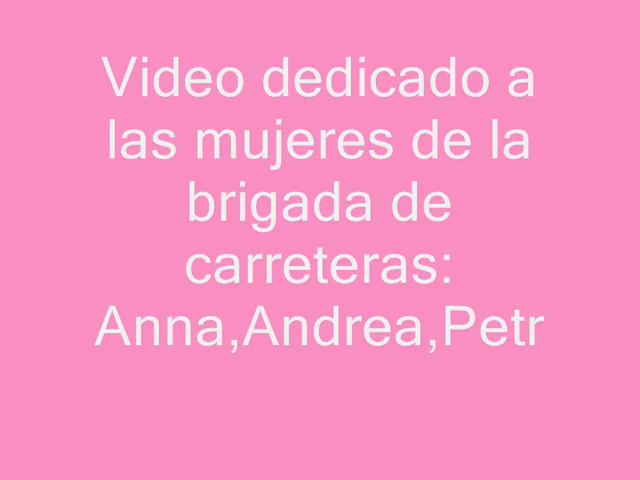 Video dedicado a
las mujeres de la
brigada de
carreteras:
Anna,Andrea,Petr